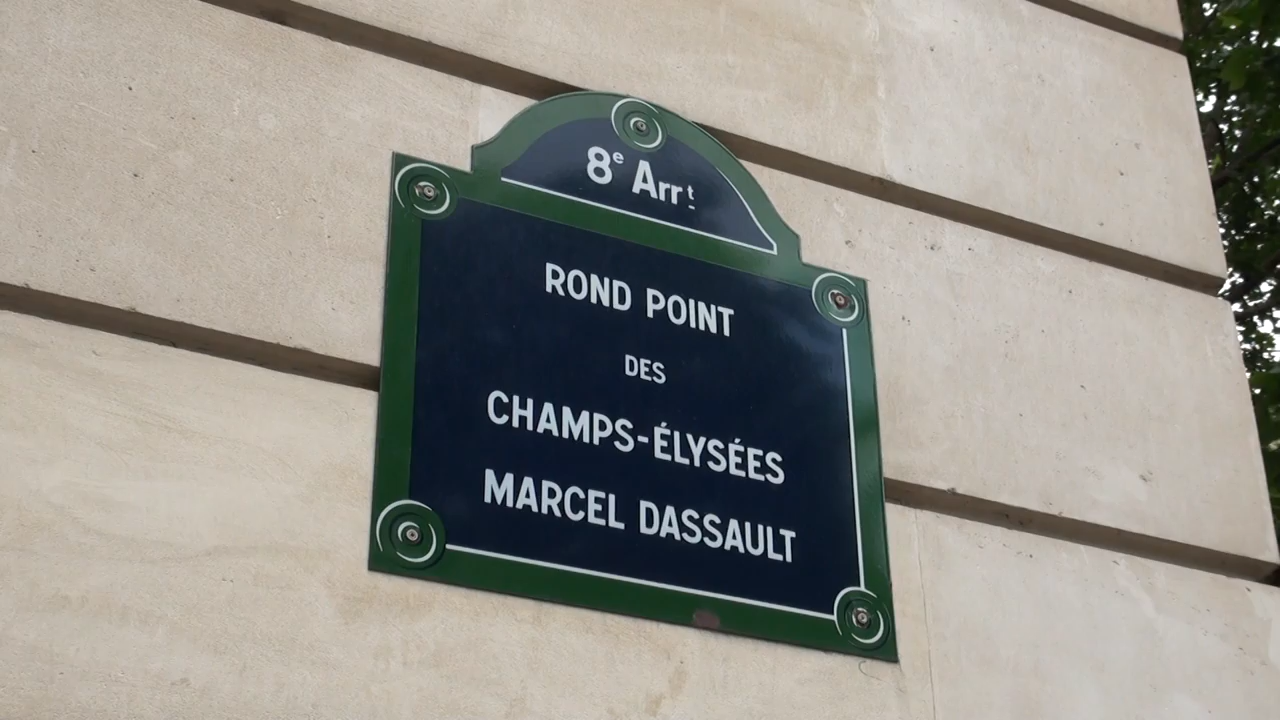 8e Arrt
ROND POINT
DES
CHAMPS-ÉLYSÉES
MARCEL DASSAULT